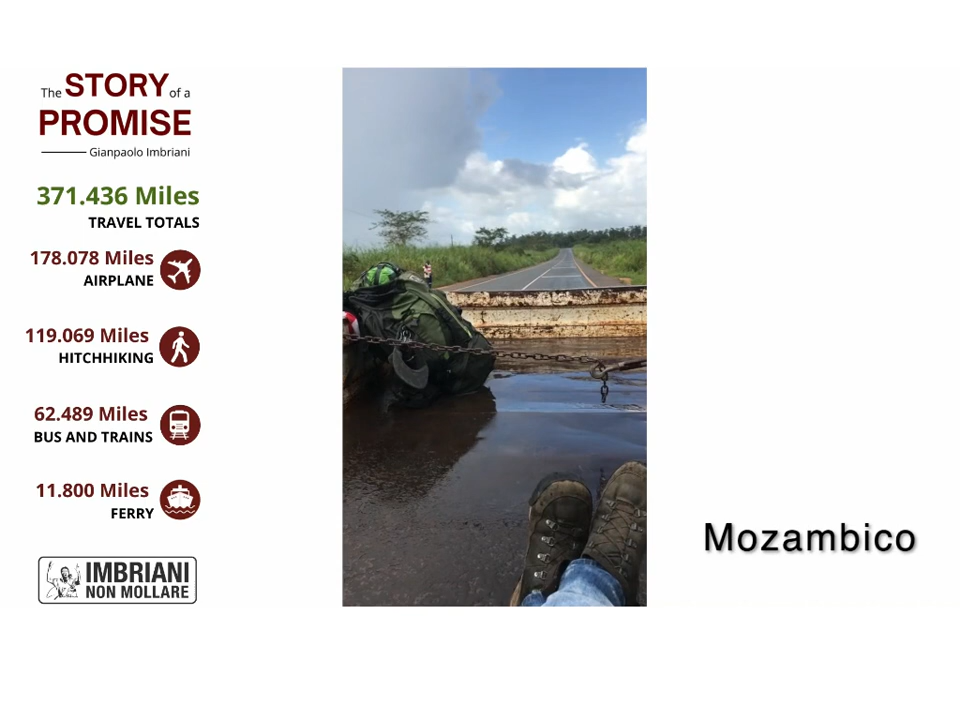 The STORY of a
PROMISE
Gianpaolo Imbriani
371.436 Miles
TRAVEL TOTALS
178.078 Miles
AIRPLANE
119.069 Miles
HITCHHIKING
62.489 Miles
BUS AND TRAINS
11.800 Miles
FERRY
IMBRIANI
NON MOLLARE
Mozambico